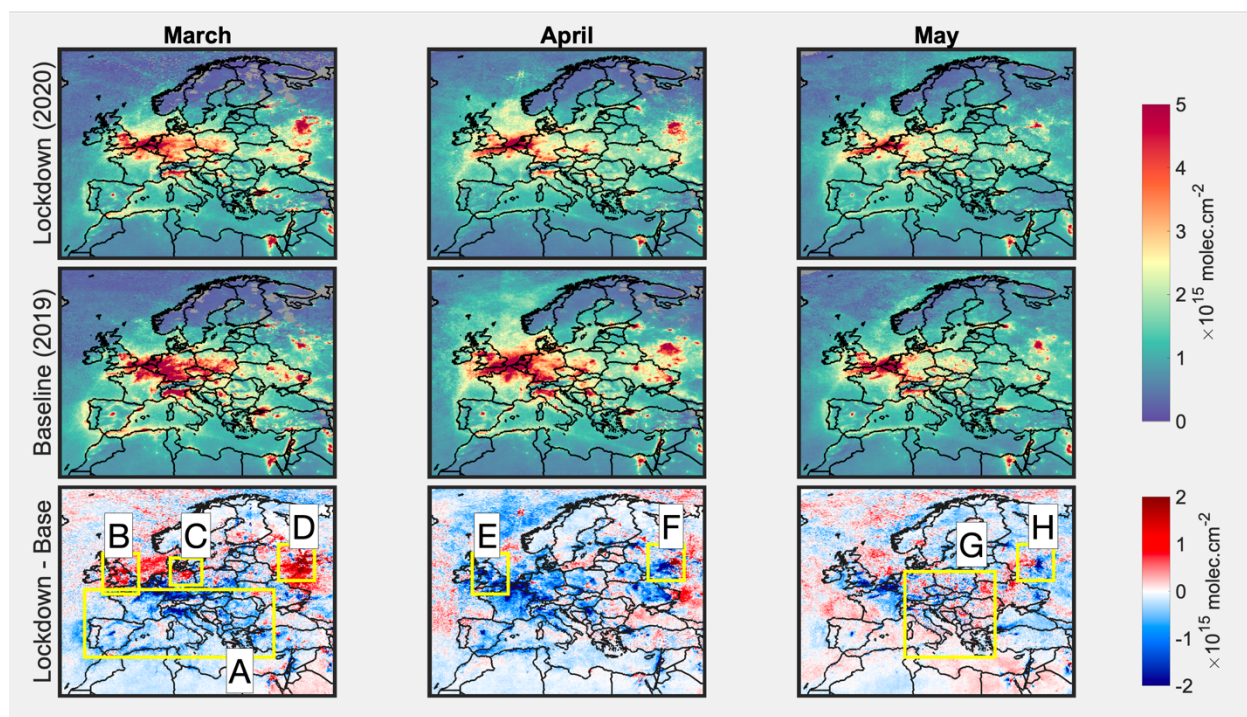 March
April
May
Lockdown (2020)
5
4
3
2
1
0
×10¹⁵ molec.cm⁻²
Baseline (2019)
Lockdown - Base
B
C
D
A
E
F
G
H
2
1
0
-1
-2
×10¹⁵ molec.cm⁻²